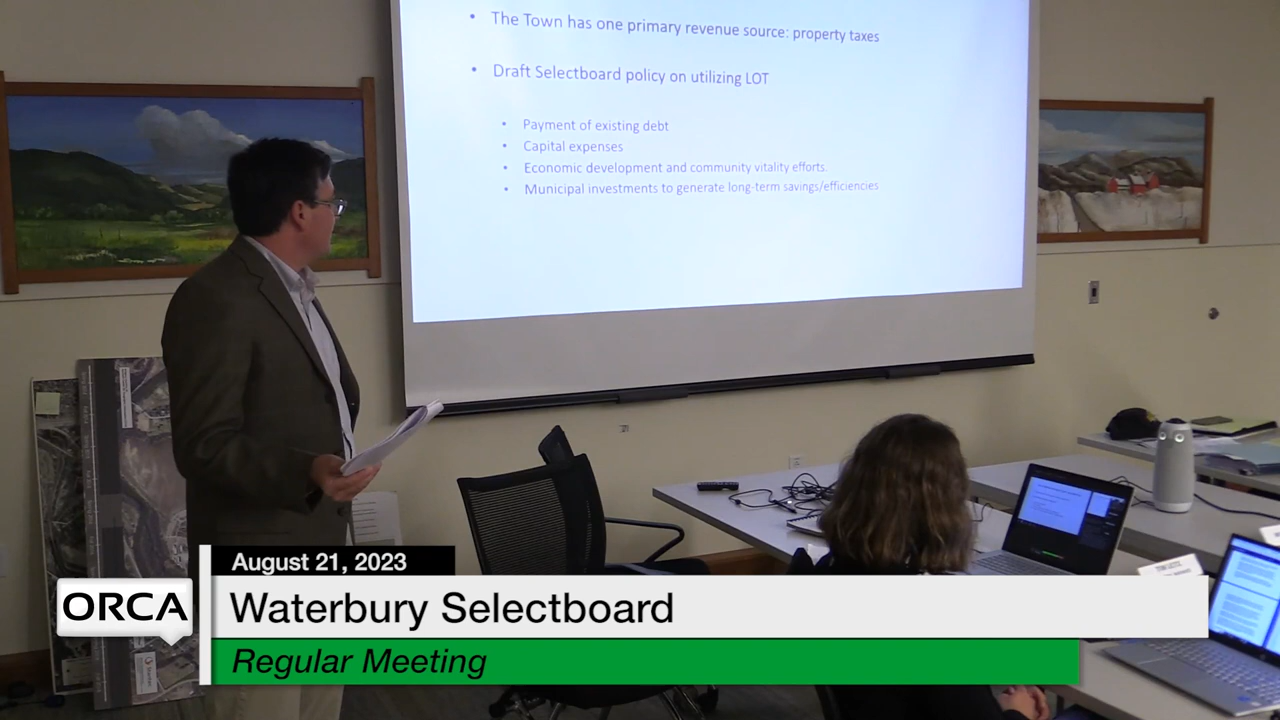 • The Town has one primary revenue source: property taxes
• Draft Selectboard policy on utilizing LOT
• Payment of existing debt
• Capital expenses
• Economic development and community vitality efforts.
• Municipal investments to generate long-term savings/efficiencies
August 21, 2023
ORCA
Waterbury Selectboard
Regular Meeting